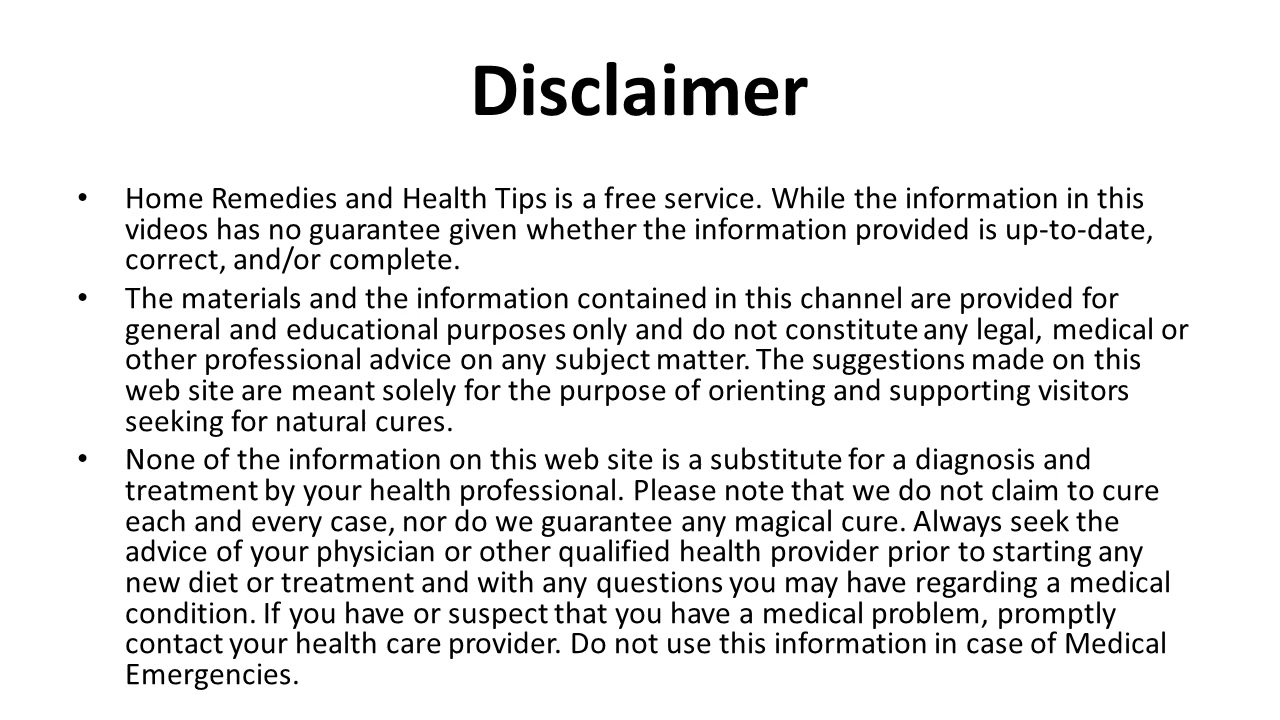 Disclaimer
• Home Remedies and Health Tips is a free service. While the information in this
videos has no guarantee given whether the information provided is up-to-date,
correct, and/or complete.
• The materials and the information contained in this channel are provided for
general and educational purposes only and do not constitute any legal, medical or
other professional advice on any subject matter. The suggestions made on this
web site are meant solely for the purpose of orienting and supporting visitors
seeking for natural cures.
• None of the information on this web site is a substitute for a diagnosis and
treatment by your health professional. Please note that we do not claim to cure
each and every case, nor do we guarantee any magical cure. Always seek the
advice of your physician or other qualified health provider prior to starting any
new diet or treatment and with any questions you may have regarding a medical
condition. If you have or suspect that you have a medical problem, promptly
contact your health care provider. Do not use this information in case of Medical
Emergencies.